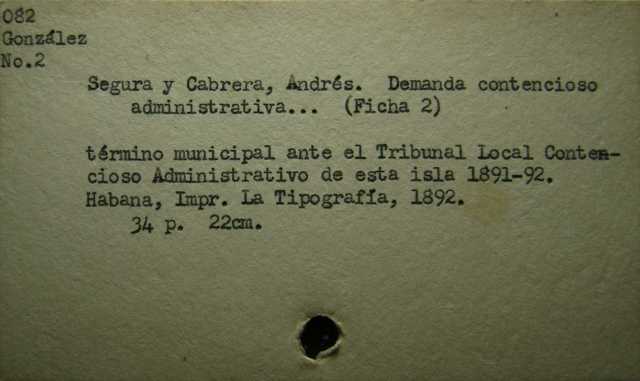 082
González
No.2
Segura y Cabrera, Andrés. Demanda contencioso
administrativa... (Ficha 2)
término municipal ante el Tribunal Local Conten-
cioso Administrativo de esta isla 1891-92.
Habana, Impr. La Tipografía, 1892.
34 p. 22cm.